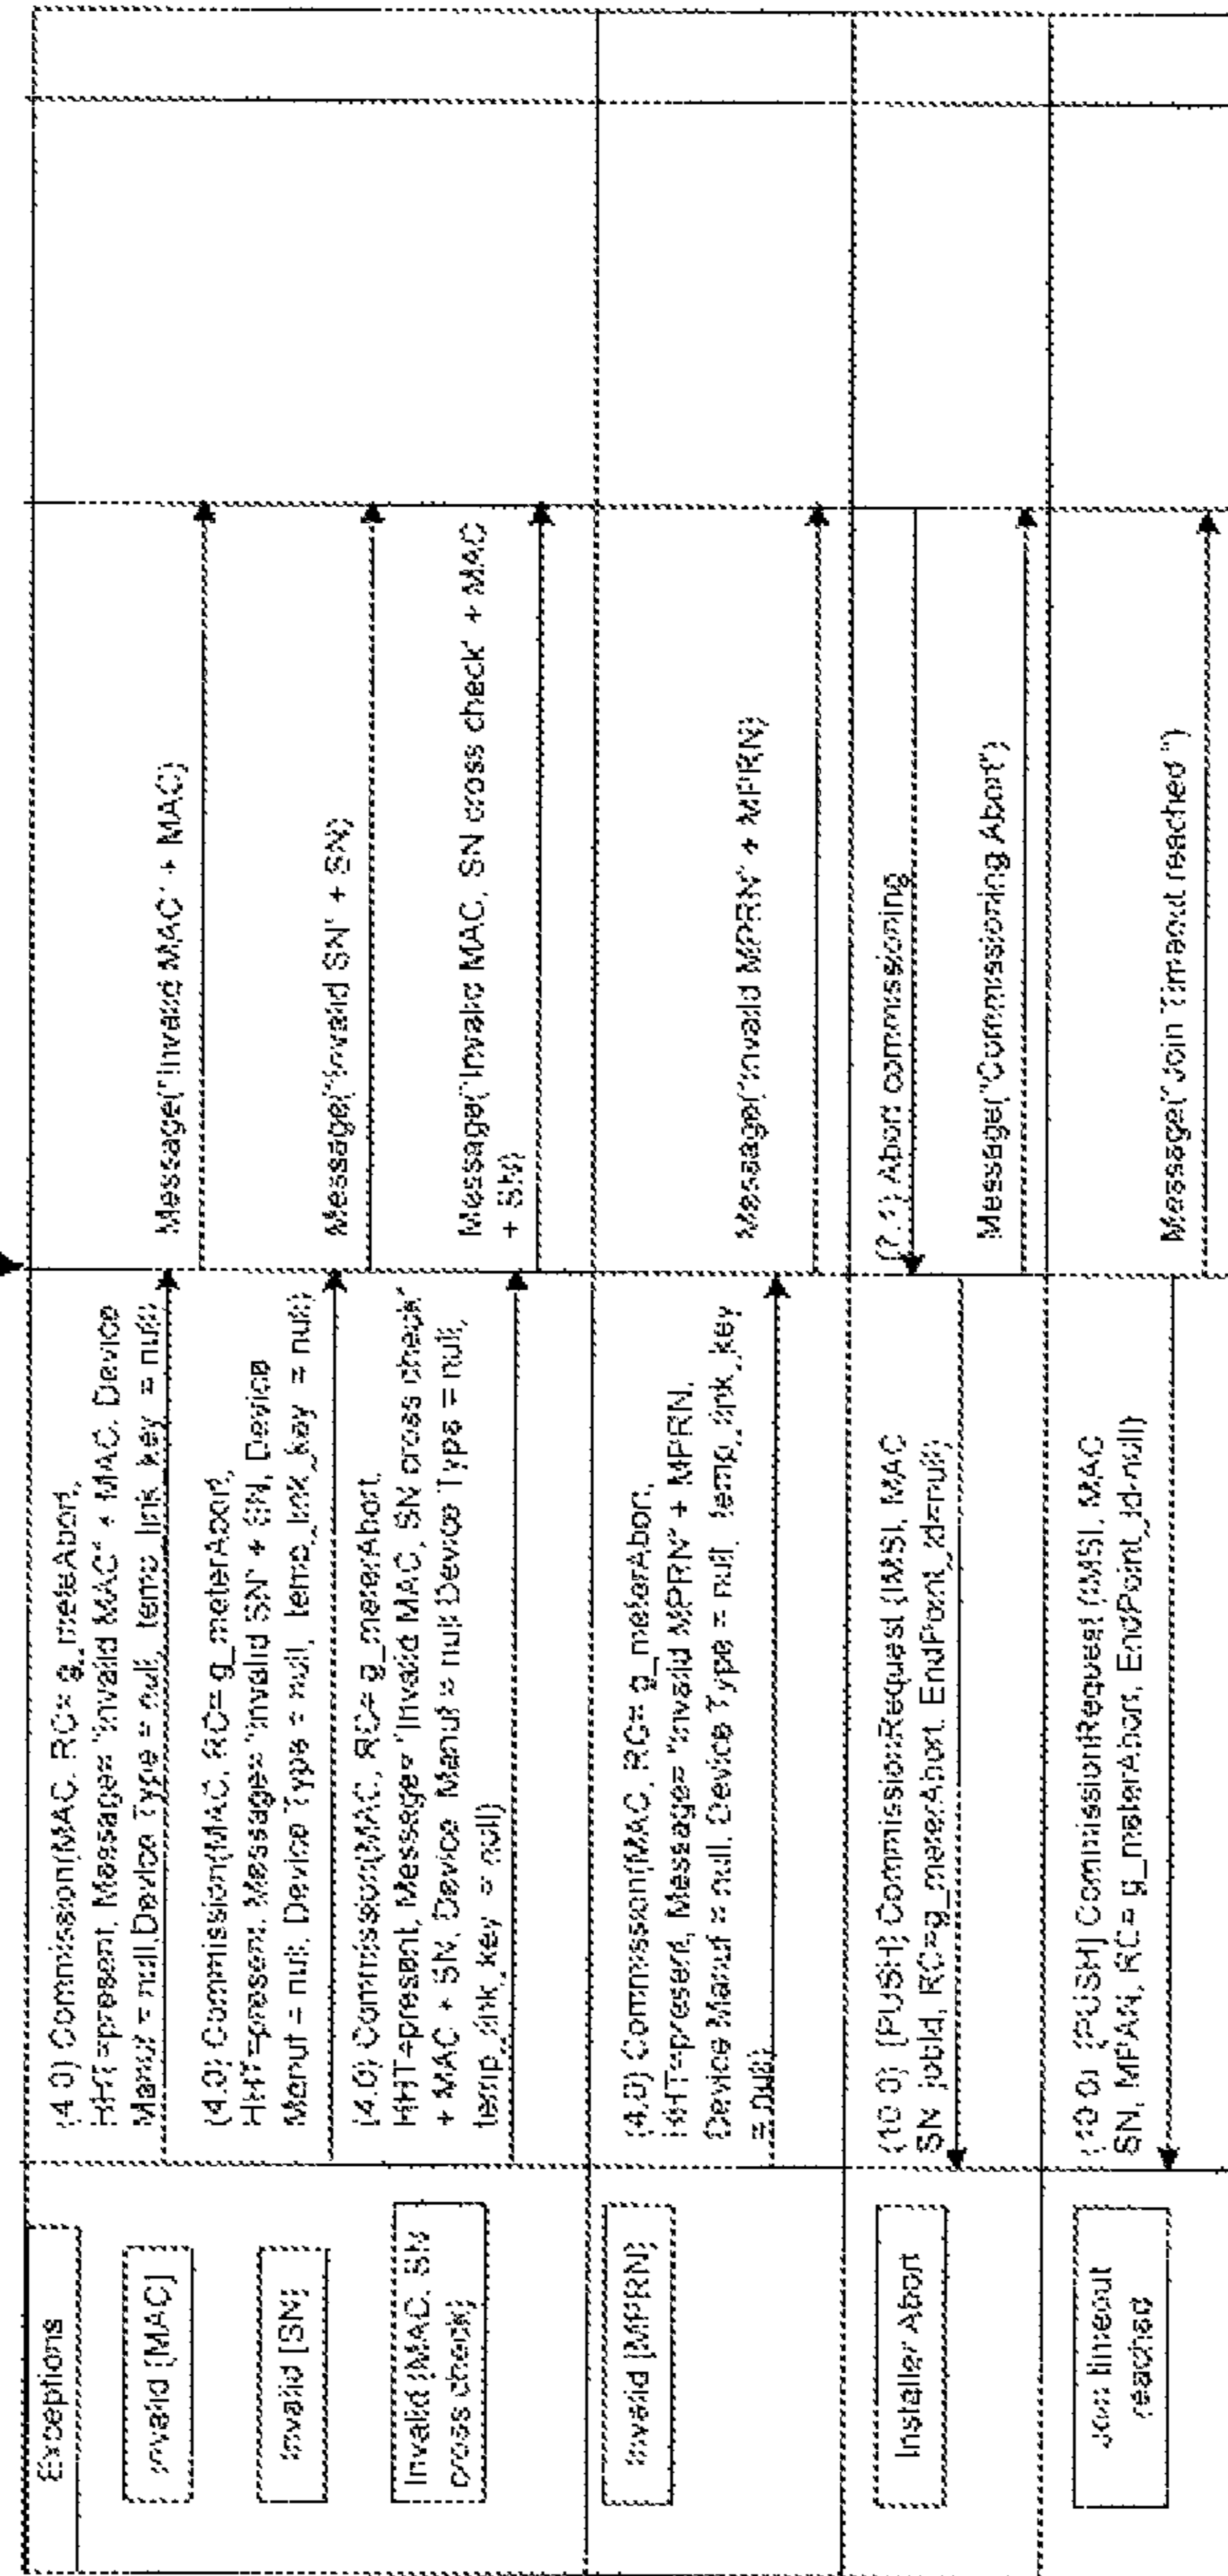 Exceptions
Invalid [MAC]
(4.0) Commission(MAC, RC= g_meteAbort,
HHT=present, Message= "Invalid MAC" + MAC, Device
Manuf = null,Device Type = null, temp_link_key = null)
Message("Invalid MAC" + MAC)
Invalid [SN]
(4.0) Commission(MAC, RC= g_meterAbort,
HHT=present, Message= "Invalid SN" + SN, Device
Manuf = null, Device Type = null, temp_link_key = null)
Message("Invalid SN" + SN)
Invalid [MAC, SN
cross check]
(4.0) Commission(MAC, RC= g_meterAbort,
HHT=present, Message= "Invalid MAC, SN cross check"
+ MAC + SN, Device Manuf = null Device Type = null,
temp_link_key = null)
Message("Invalid MAC, SN cross check" + MAC
+ SN)
Invalid [MPRN]
(4.0) Commission(MAC, RC= g_meterAbort,
HHT=present, Message= "Invalid MPRN" + MPRN,
Device Manuf = null, Device Type = null, temp_link_key
= null)
Message("Invalid MPRN" + MPRN)
Installer Abort
(?.1) Abort commissioning
(10.0) [PUSH] CommissionRequest (IMSI, MAC
SN, jobId, RC=g_meterAbort, EndPoint_id=null)
Message("Commissioning Abort")
Join timeout
reached
(10.0) [PUSH] CommissionRequest (IMSI, MAC
SN, MPAN, RC= g_meterAbort, EndPoint_id=null)
Message("Join Timeout reached")